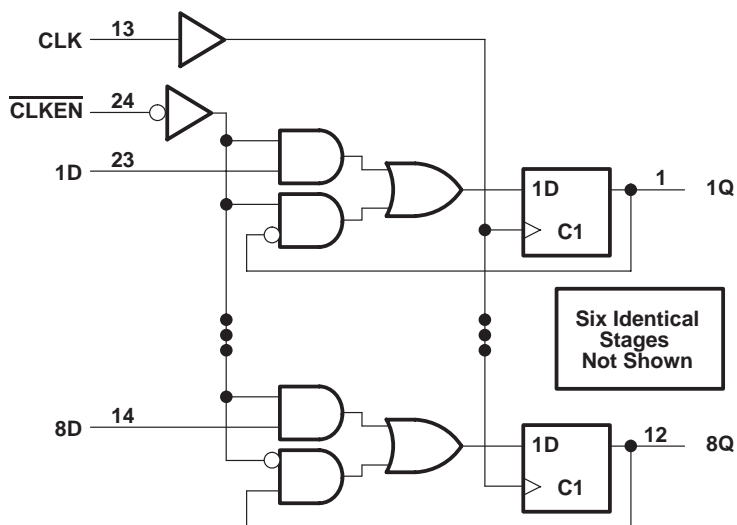 CLK 13
CLKEN 24
1D 23
1D
C1
1 1Q
Six Identical
Stages
Not Shown
8D 14
1D
C1
12 8Q